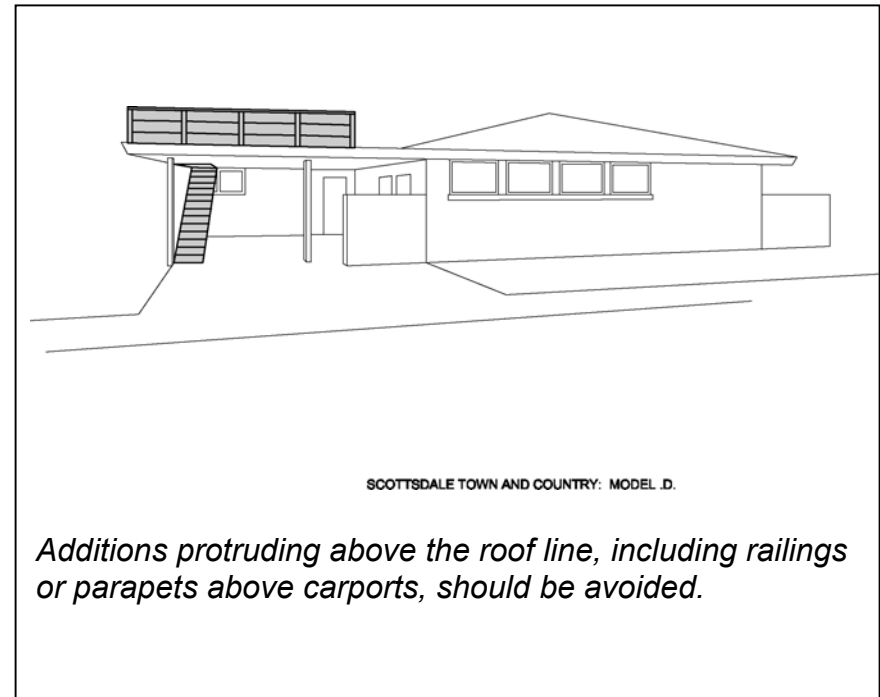 SCOTTSDALE TOWN AND COUNTRY: MODEL .D.
Additions protruding above the roof line, including railings
or parapets above carports, should be avoided.